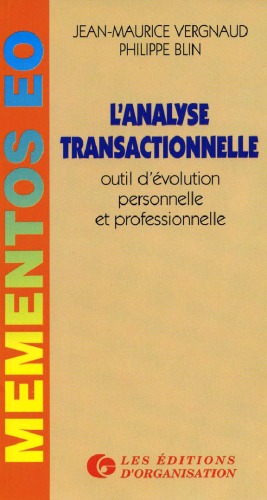 JEAN-MAURICE VERGNAUD
PHILIPPE BLIN
L'ANALYSE
TRANSACTIONNELLE
outil d'évolution
personnelle
et professionnelle
MEMENTOS EO
LES ÉDITIONS
D'ORGANISATION